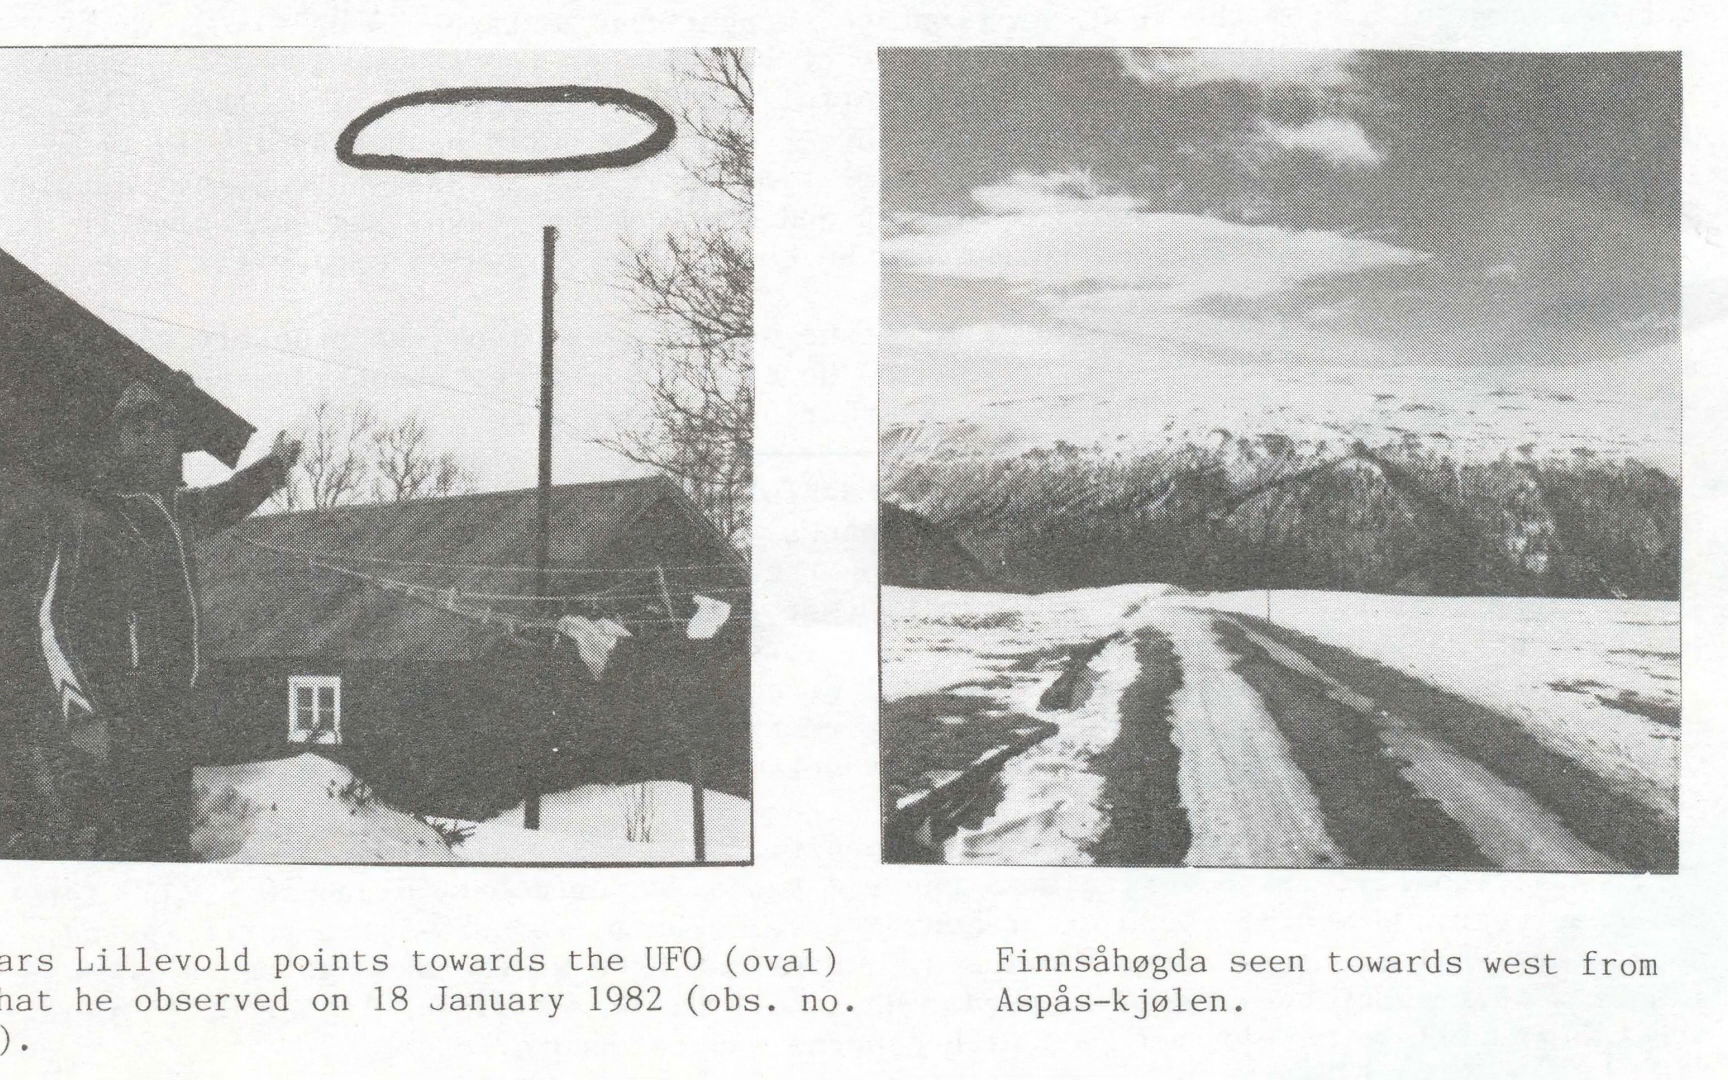 ars Lillevold points towards the UFO (oval)
hat he observed on 18 January 1982 (obs. no.
).
Finnsåhøgda seen towards west from
Aspås-kjølen.